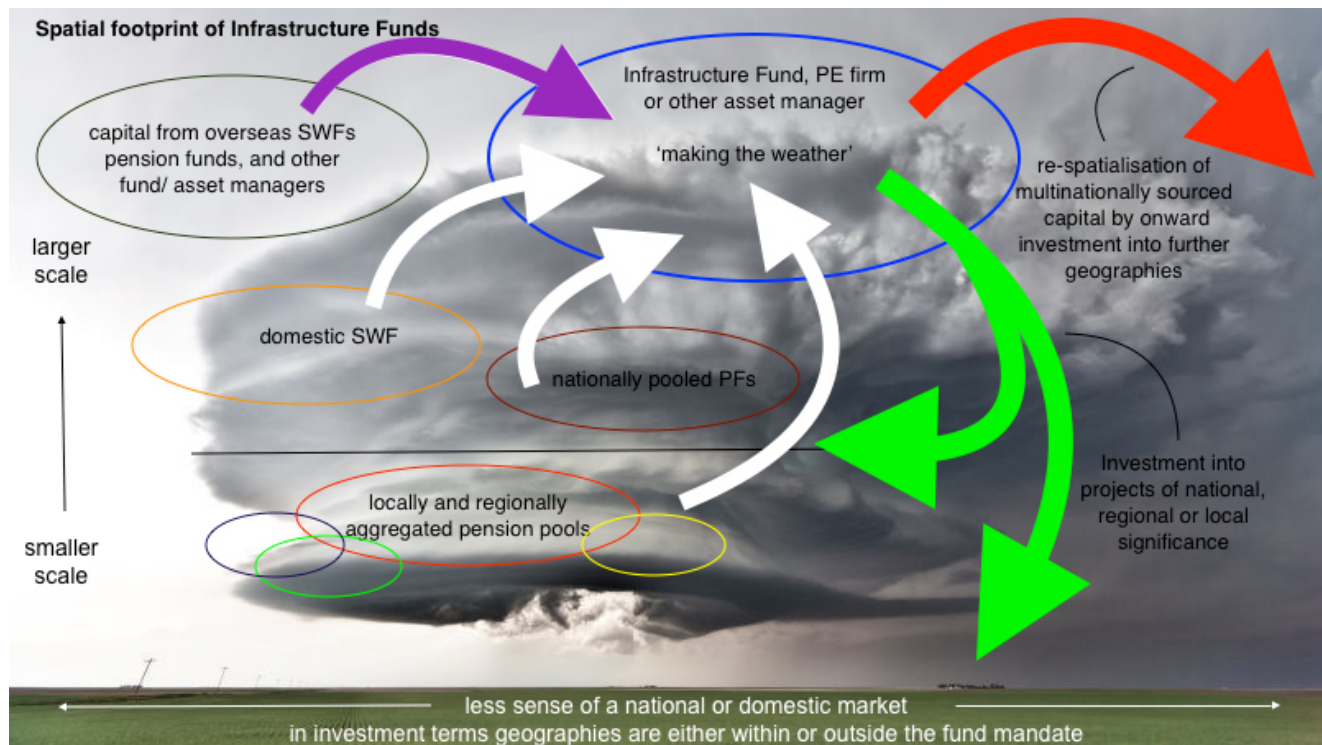 Spatial footprint of Infrastructure Funds
capital from overseas SWFs
pension funds, and other
fund/ asset managers
Infrastructure Fund, PE firm
or other asset manager
'making the weather'
re-spatialisation of
multinationally sourced
capital by onward
investment into further
geographies
larger
scale
domestic SWF
nationally pooled PFs
locally and regionally
aggregated pension pools
Investment into
projects of national,
regional or local
significance
smaller
scale
less sense of a national or domestic market
in investment terms geographies are either within or outside the fund mandate